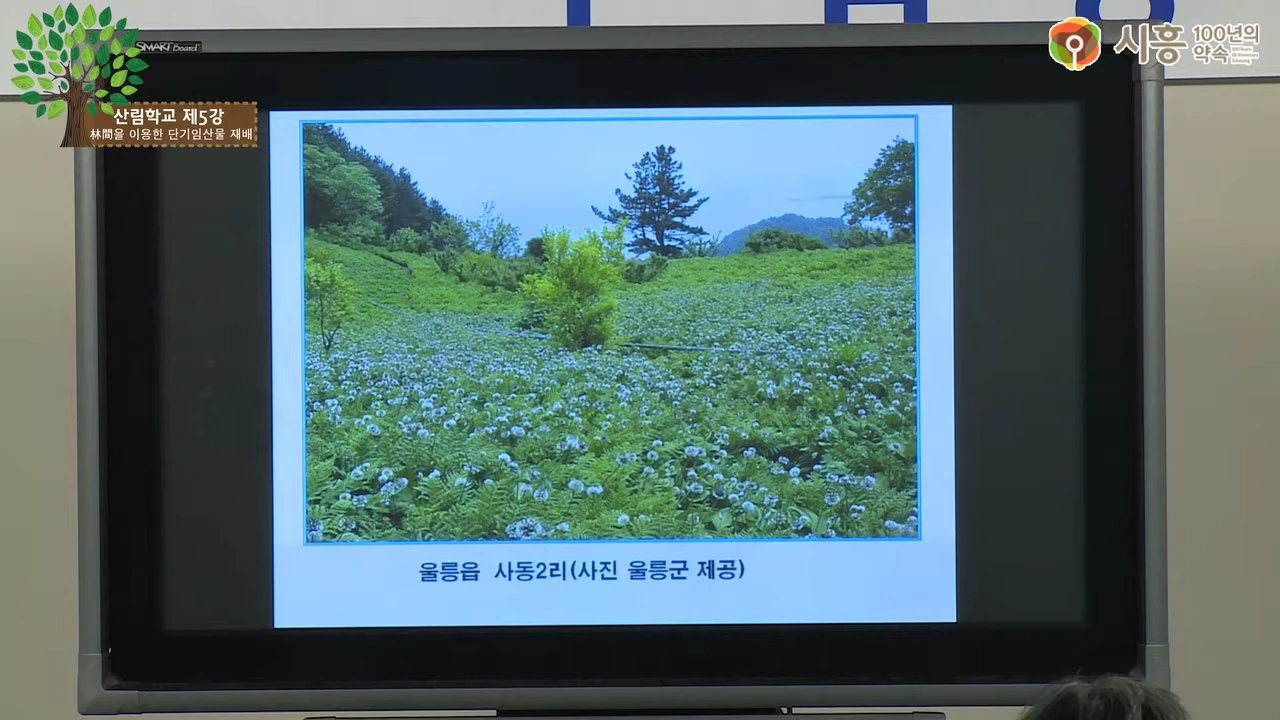 SMART Board
산림학교 제5강
林間을 이용한 단기임산물 재배
시흥 100년의 약속
울릉읍 사동2리(사진 울릉군 제공)